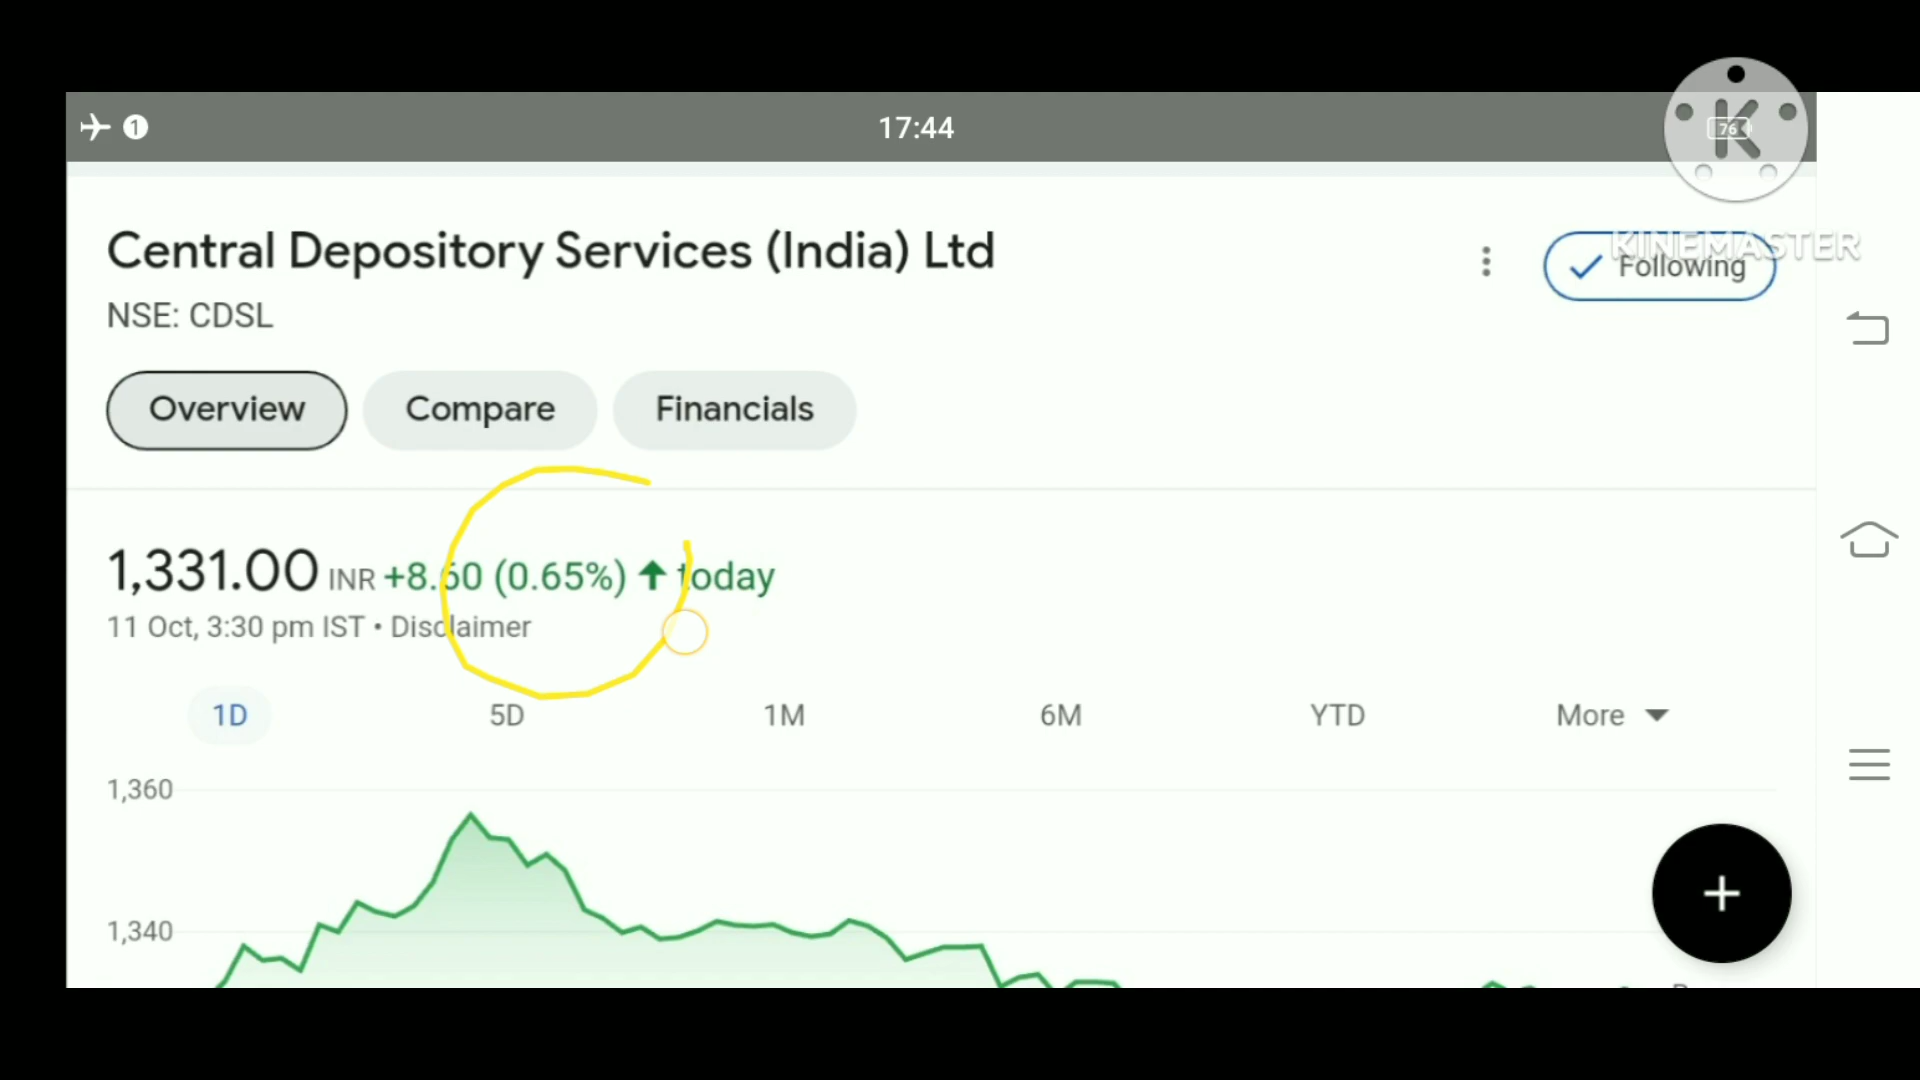 1 17:44 76
K
KINEMASTER
Central Depository Services (India) Ltd
Following
NSE: CDSL
Overview Compare Financials
1,331.00 INR +8.60 (0.65%) ↑ today
11 Oct, 3:30 pm IST • Disclaimer
1D 5D 1M 6M YTD More
1,360
1,340